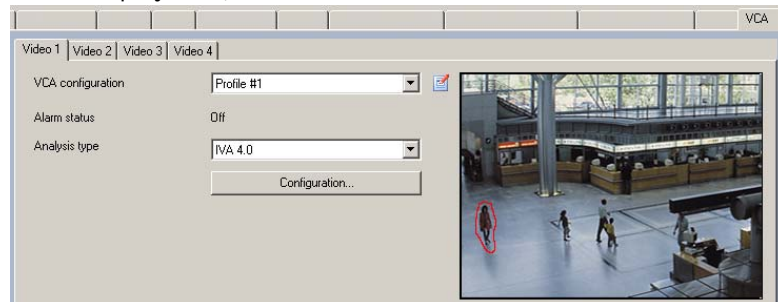 VCA
Video 1 Video 2 Video 3 Video 4
VCA configuration Profile #1
Alarm status Off
Analysis type IVA 4.0
Configuration...